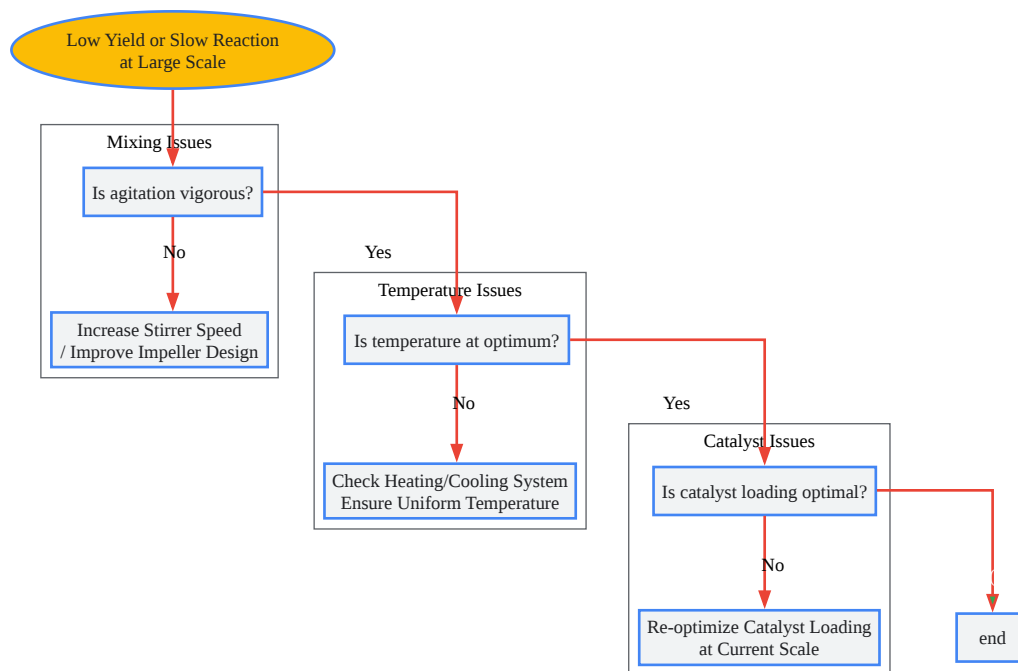 Low Yield or Slow Reaction
at Large Scale
Mixing Issues
Is agitation vigorous?
No
Yes
Increase Stirrer Speed
/ Improve Impeller Design
Temperature Issues
Is temperature at optimum?
No
Yes
Check Heating/Cooling System
Ensure Uniform Temperature
Catalyst Issues
Is catalyst loading optimal?
No
Re-optimize Catalyst Loading
at Current Scale
end